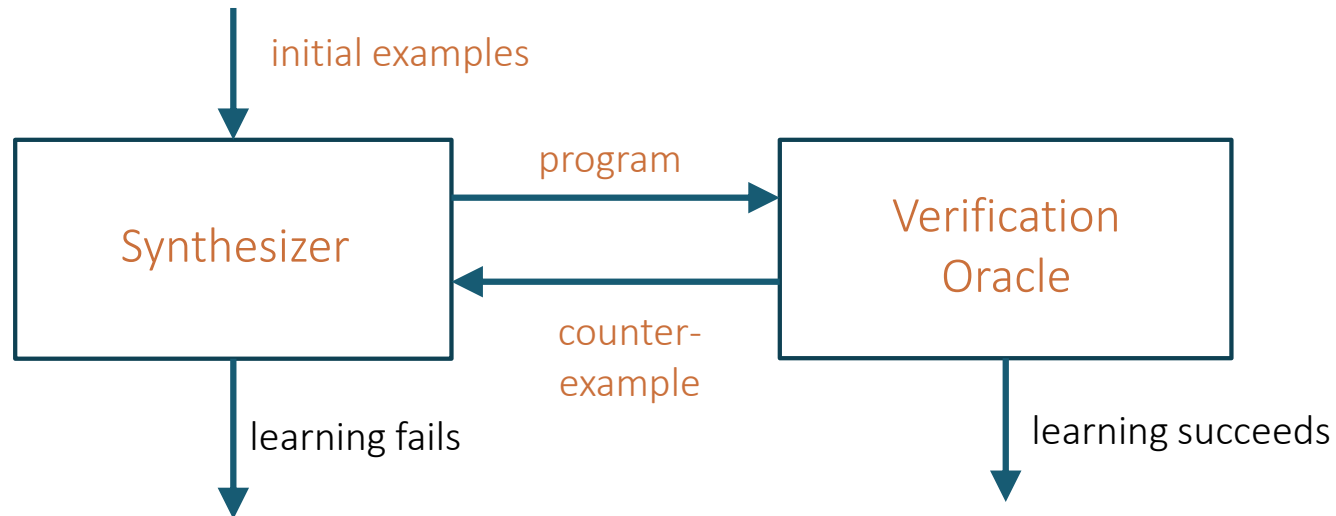 initial examples
program
Synthesizer
Verification
Oracle
counter-
example
learning fails
learning succeeds